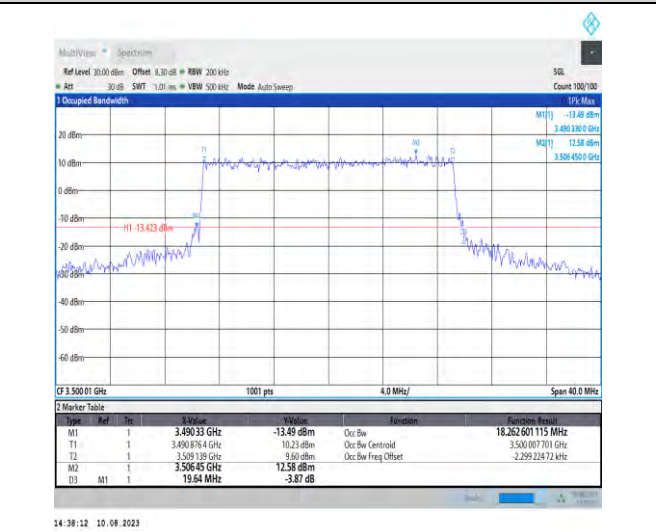 MultiView Spectrum
Ref Level 30.00 dBm Offset 8.30 dB RBW 200 kHz SGL
Att 30 dB SWT 1.01 ms VBW 500 kHz Mode Auto Sweep Count 100/100
1 Occupied Bandwidth 1Pk Max
M1[1] -13.49 dBm
3.490 330 0 GHz
M2[1] 12.58 dBm
3.506 450 0 GHz
20 dBm
T1 M2 T2
10 dBm
0 dBm
-10 dBm
H1 -13.423 dBm
-20 dBm
-30 dBm
-40 dBm
-50 dBm
-60 dBm
CF 3.500 01 GHz 1001 pts 4.0 MHz/ Span 40.0 MHz
2 Marker Table
Type Ref Trc X-Value Y-Value Function Function Result
M1 1 3.490 33 GHz -13.49 dBm Occ Bw 18.262 601 115 MHz
T1 1 3.490 876 4 GHz 10.23 dBm Occ Bw Centroid 3.500 007 701 GHz
T2 1 3.509 139 GHz 9.60 dBm Occ Bw Freq Offset -2.299 224 72 kHz
M2 1 3.506 45 GHz 12.58 dBm
D3 M1 1 19.64 MHz -3.87 dB
14:38:12 10.08.2023